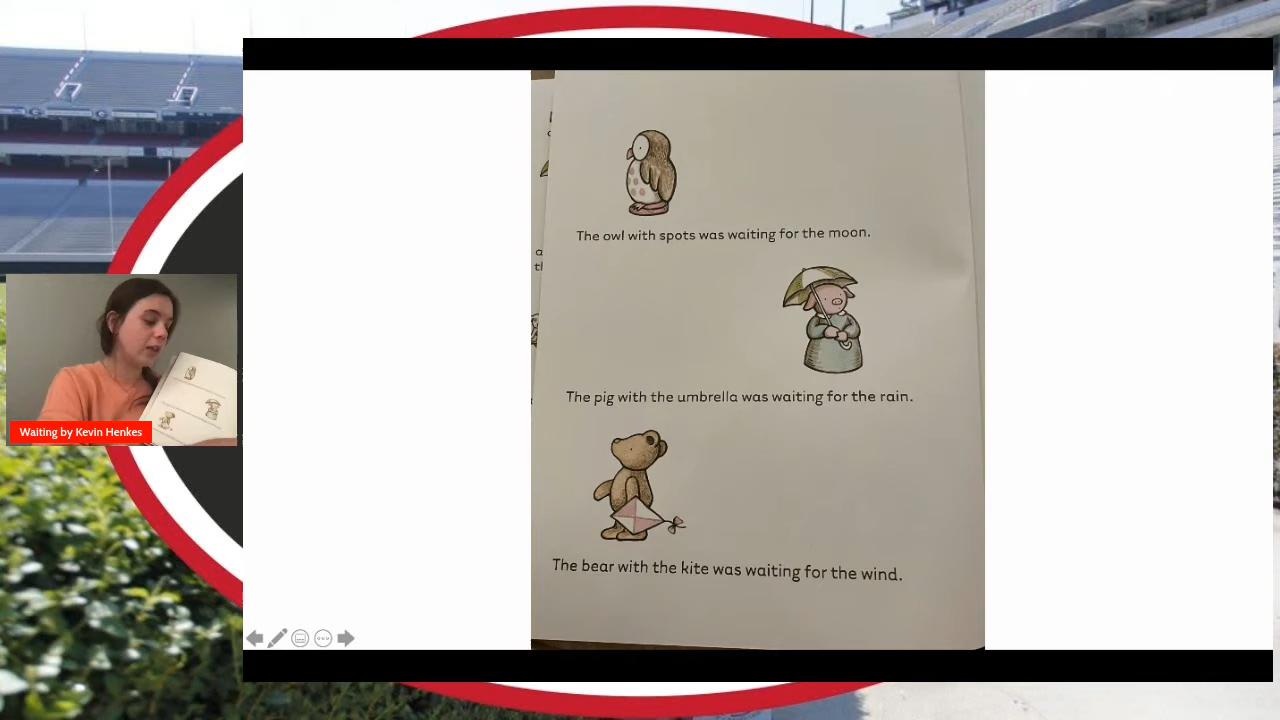 The owl with spots was waiting for the moon.
The pig with the umbrella was waiting for the rain.
The bear with the kite was waiting for the wind.
Waiting by Kevin Henkes